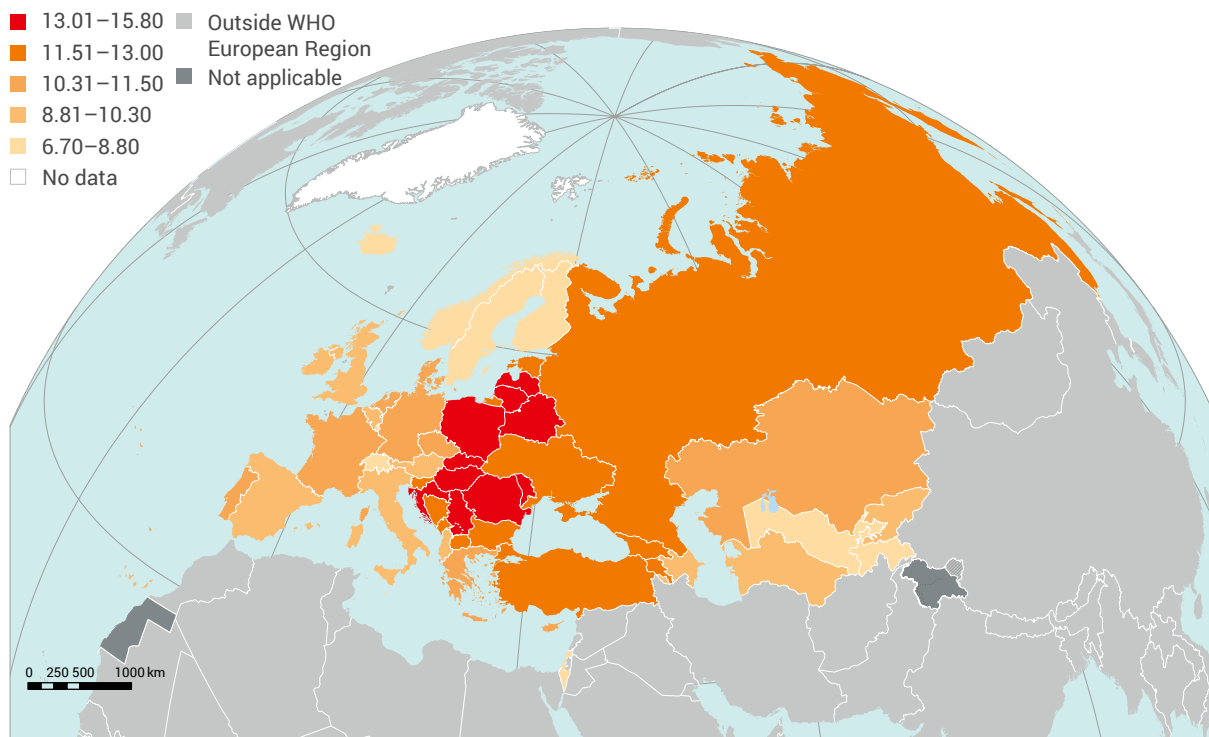 13.01–15.80
11.51–13.00
10.31–11.50
8.81–10.30
6.70–8.80
No data
Outside WHO
European Region
Not applicable
0 250 500 1000 km